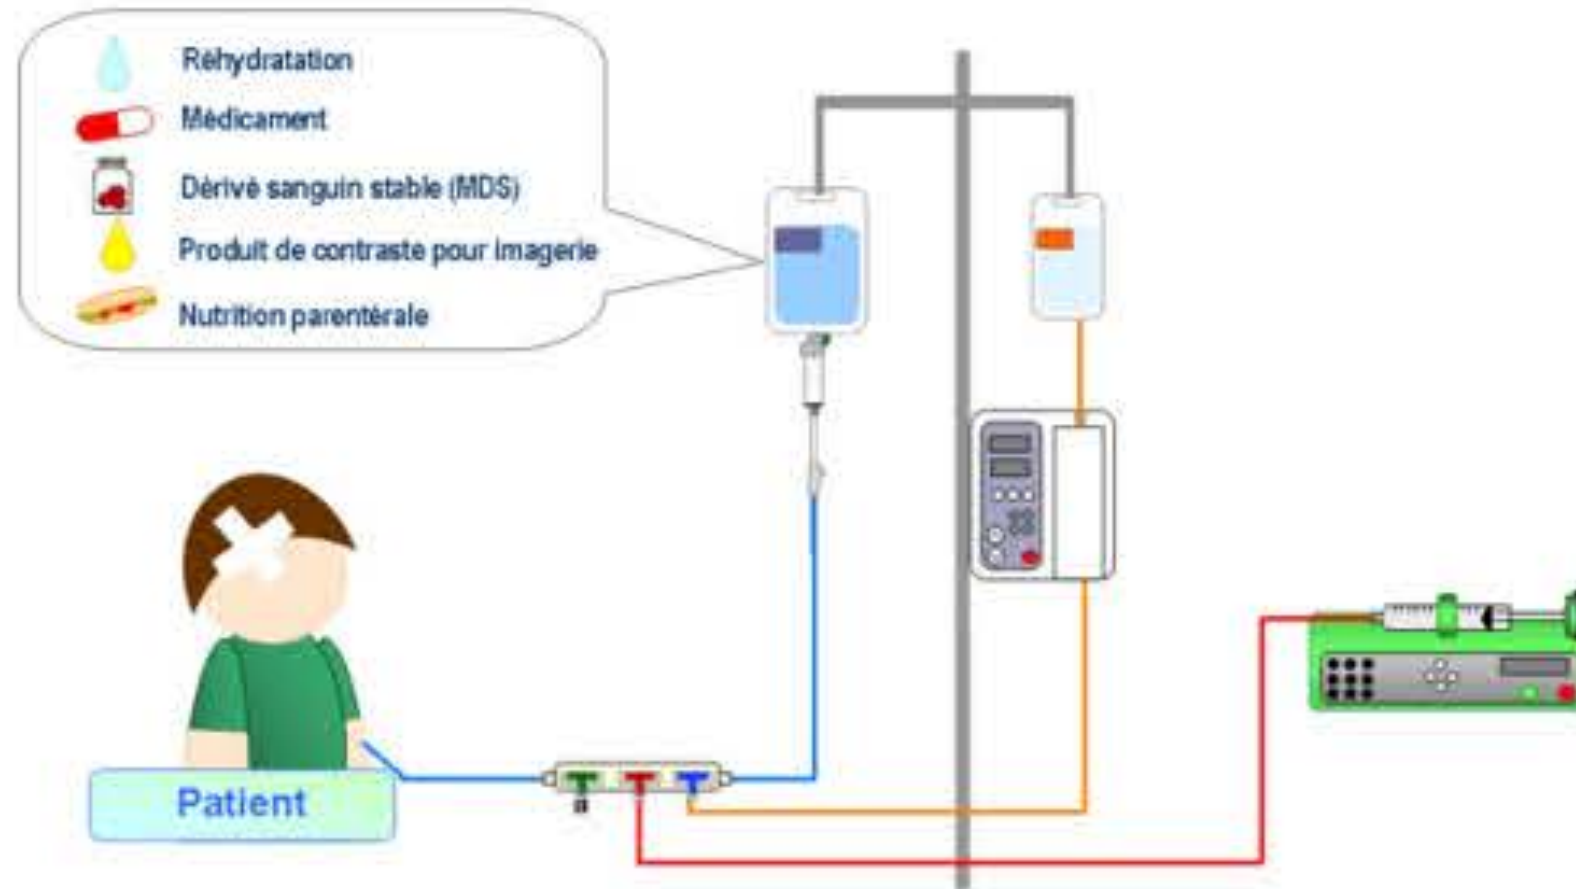 Réhydratation
Médicament
Dérivé sanguin stable (MDS)
Produit de contraste pour imagerie
Nutrition parentérale
Patient